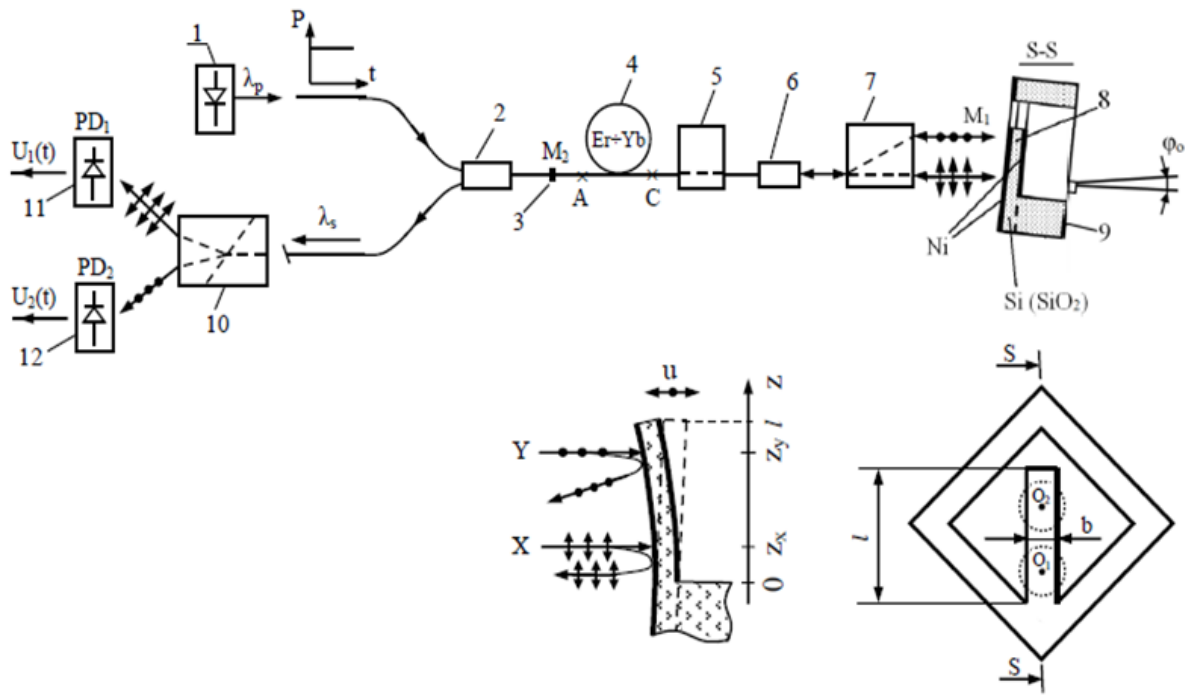 1
P
t
λp
PD₁
U₁(t)
11
2
M₂
3
A
4
Er÷Yb
C
5
6
7
M₁
S-S
8
φo
Ni
9
Si (SiO₂)
λs
10
PD₂
U₂(t)
12
u
z
l
Y
zy
X
zx
0
S
O₂
l
b
O₁
S